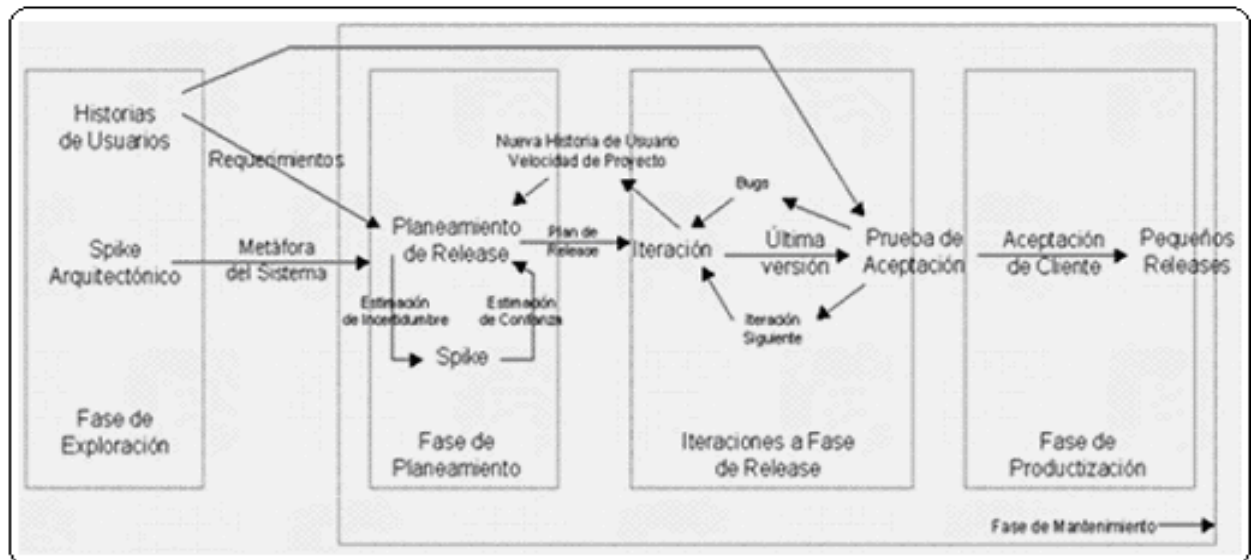 Historias
de Usuarios
Requerimientos
Nueva Historia de Usuario
Velocidad de Proyecto
Bugs
Spike
Arquitectónico
Metáfora
del Sistema
Planeamiento
de Release
Plan de
Release
Iteración
Última
versión
Prueba de
Aceptación
Aceptación
de Cliente
Pequeños
Releases
Estimación
de Incertidumbre
Estimación
de Confianza
Spike
Iteración
Siguiente
Fase de
Exploración
Fase de
Planeamiento
Iteraciones a Fase
de Release
Fase de
Productización
Fase de Mantenimiento